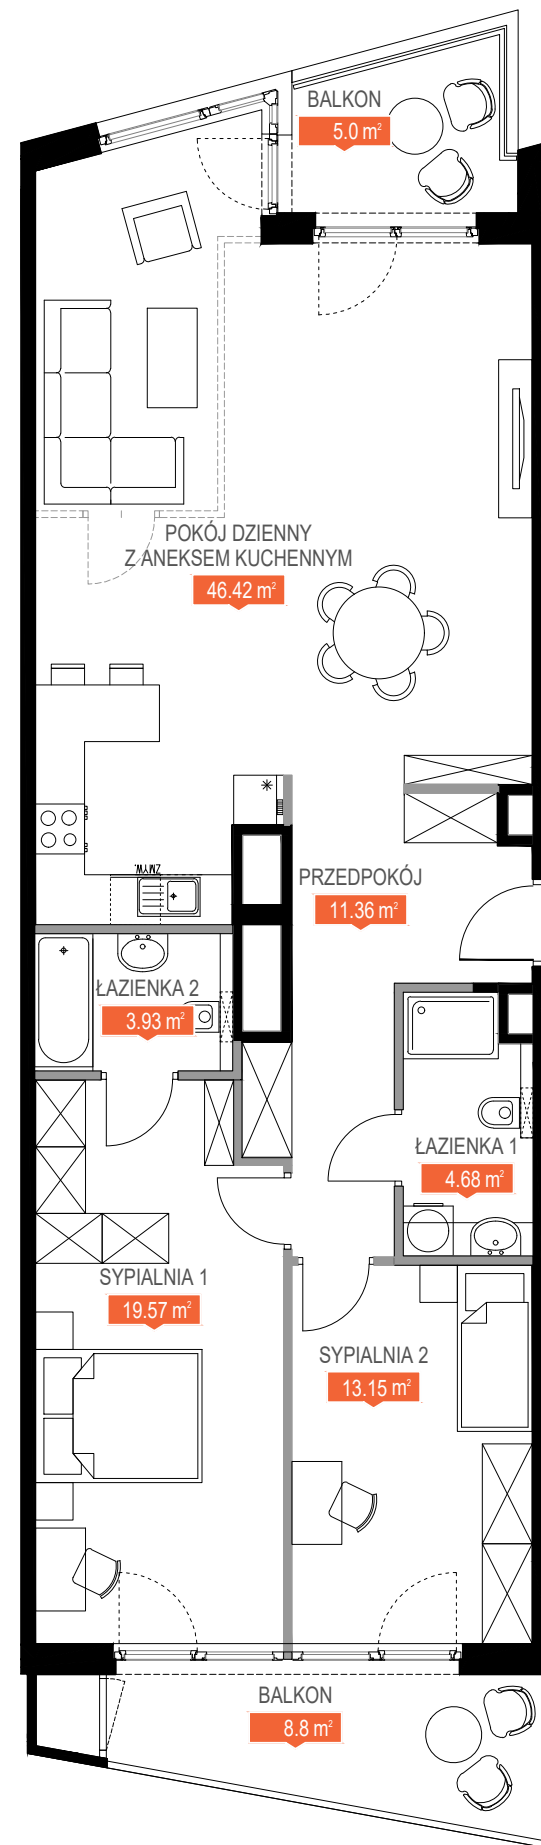 BALKON
5.0 m²
POKÓJ DZIENNY
Z ANEKSEM KUCHENNYM
46.42 m²
ZMYW.
PRZEDPOKÓJ
11.36 m²
ŁAZIENKA 2
3.93 m²
ŁAZIENKA 1
4.68 m²
SYPIALNIA 1
19.57 m²
SYPIALNIA 2
13.15 m²
BALKON
8.8 m²